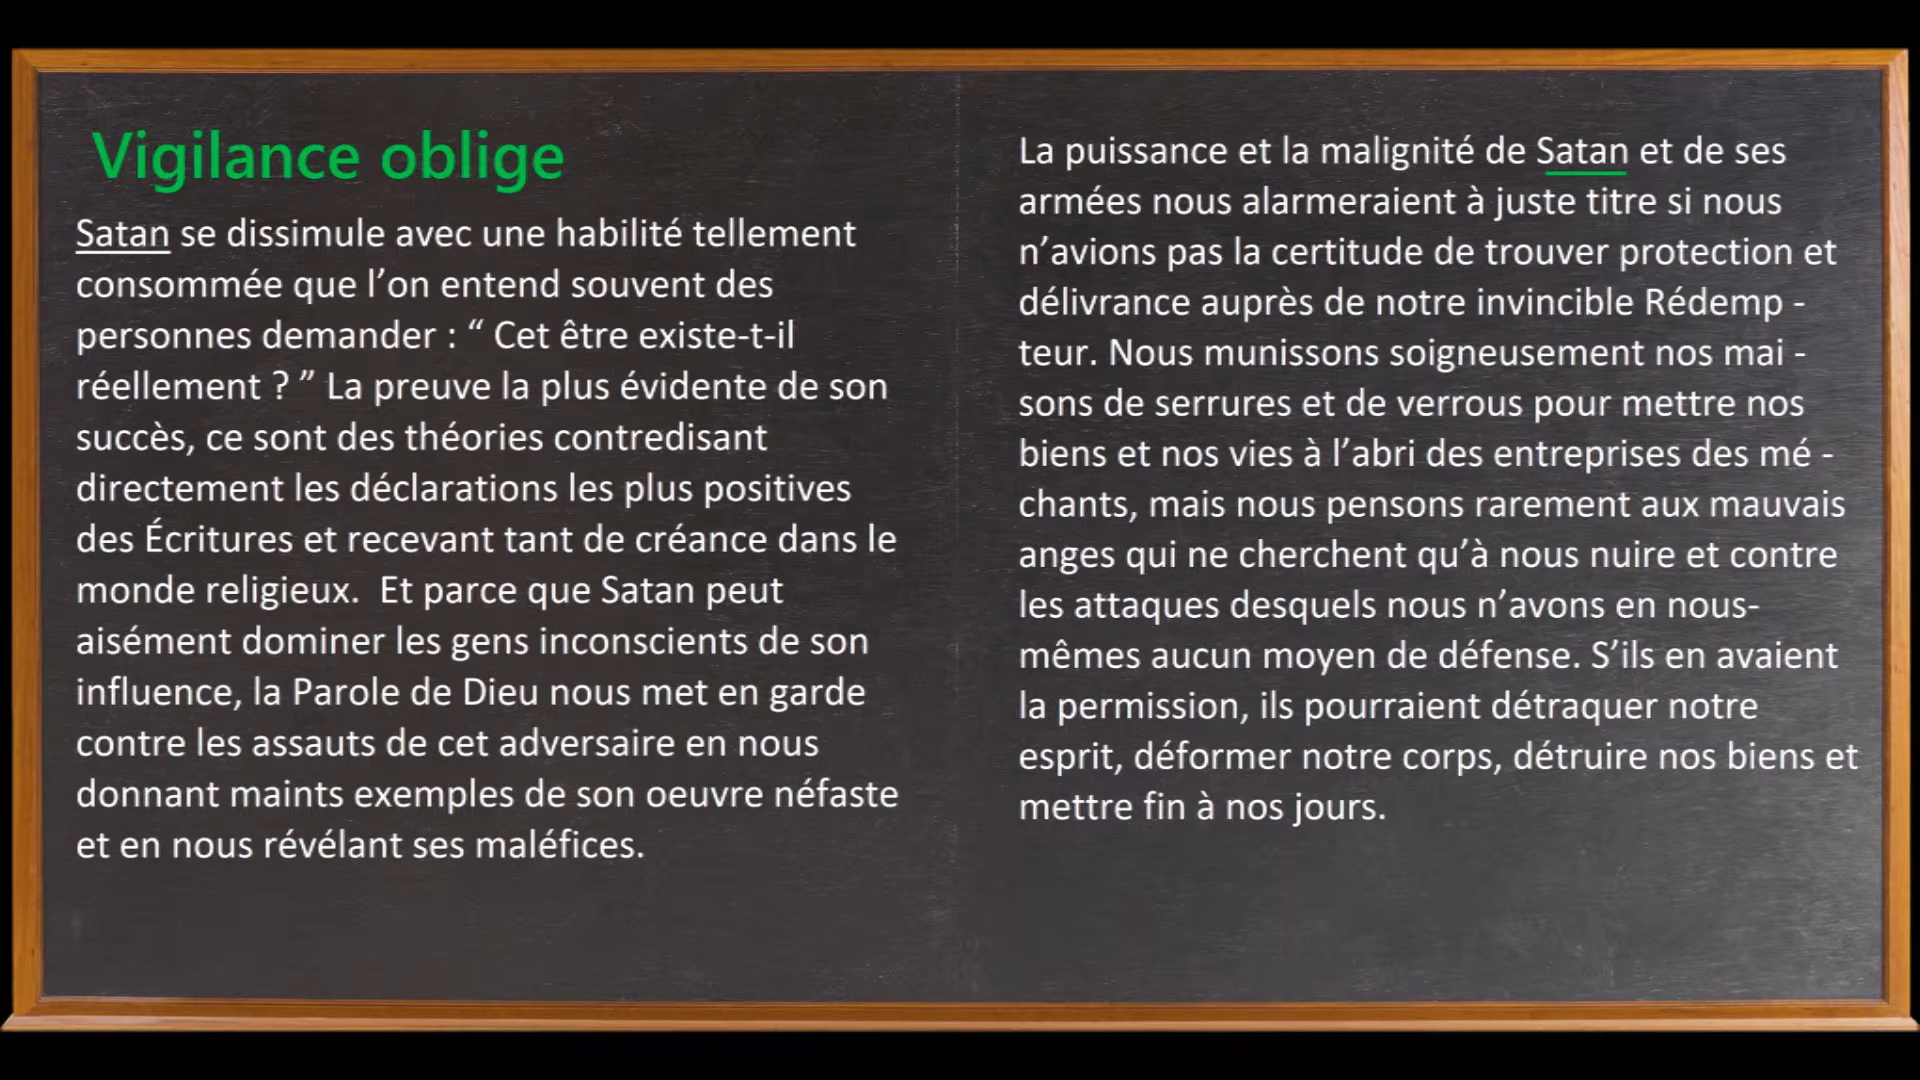 Vigilance oblige
Satan se dissimule avec une habilité tellement
consommée que l’on entend souvent des
personnes demander : “ Cet être existe-t-il
réellement ? ” La preuve la plus évidente de son
succès, ce sont des théories contredisant
directement les déclarations les plus positives
des Écritures et recevant tant de créance dans le
monde religieux.  Et parce que Satan peut
aisément dominer les gens inconscients de son
influence, la Parole de Dieu nous met en garde
contre les assauts de cet adversaire en nous
donnant maints exemples de son oeuvre néfaste
et en nous révélant ses maléfices.
La puissance et la malignité de Satan et de ses
armées nous alarmeraient à juste titre si nous
n’avions pas la certitude de trouver protection et
délivrance auprès de notre invincible Rédemp -
teur. Nous munissons soigneusement nos mai -
sons de serrures et de verrous pour mettre nos
biens et nos vies à l’abri des entreprises des mé -
chants, mais nous pensons rarement aux mauvais
anges qui ne cherchent qu’à nous nuire et contre
les attaques desquels nous n’avons en nous-
mêmes aucun moyen de défense. S’ils en avaient
la permission, ils pourraient détraquer notre
esprit, déformer notre corps, détruire nos biens et
mettre fin à nos jours.